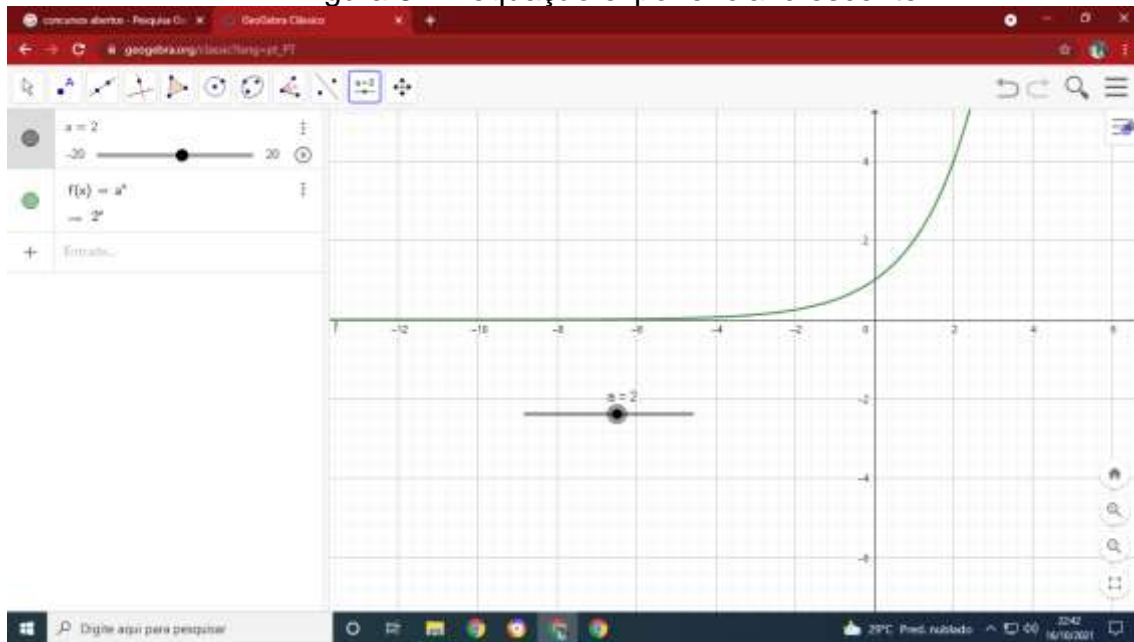 concursos abertos - Pesquisa G
GeoGebra Clássico
geogebra.org/classic?lang=pt_PT
a = 2
-20
20
f(x) = aˣ
→ 2ˣ
Entrada...
4
2
-12
-10
-8
-6
-4
-2
0
2
4
6
a = 2
-2
-4
-6
Digite aqui para pesquisar
29°C Pred. nublado
22:42
16/10/2021